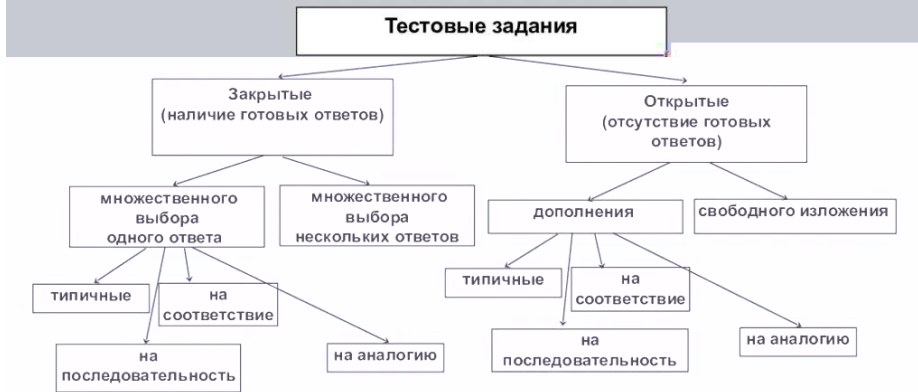 Тестовые задания
Закрытые
(наличие готовых ответов)
Открытые
(отсутствие готовых
ответов)
множественного
выбора
одного ответа
множественного
выбора
нескольких ответов
дополнения
свободного изложения
типичные
на
соответствие
на
последовательность
на аналогию
типичные
на
соответствие
на
последовательность
на аналогию